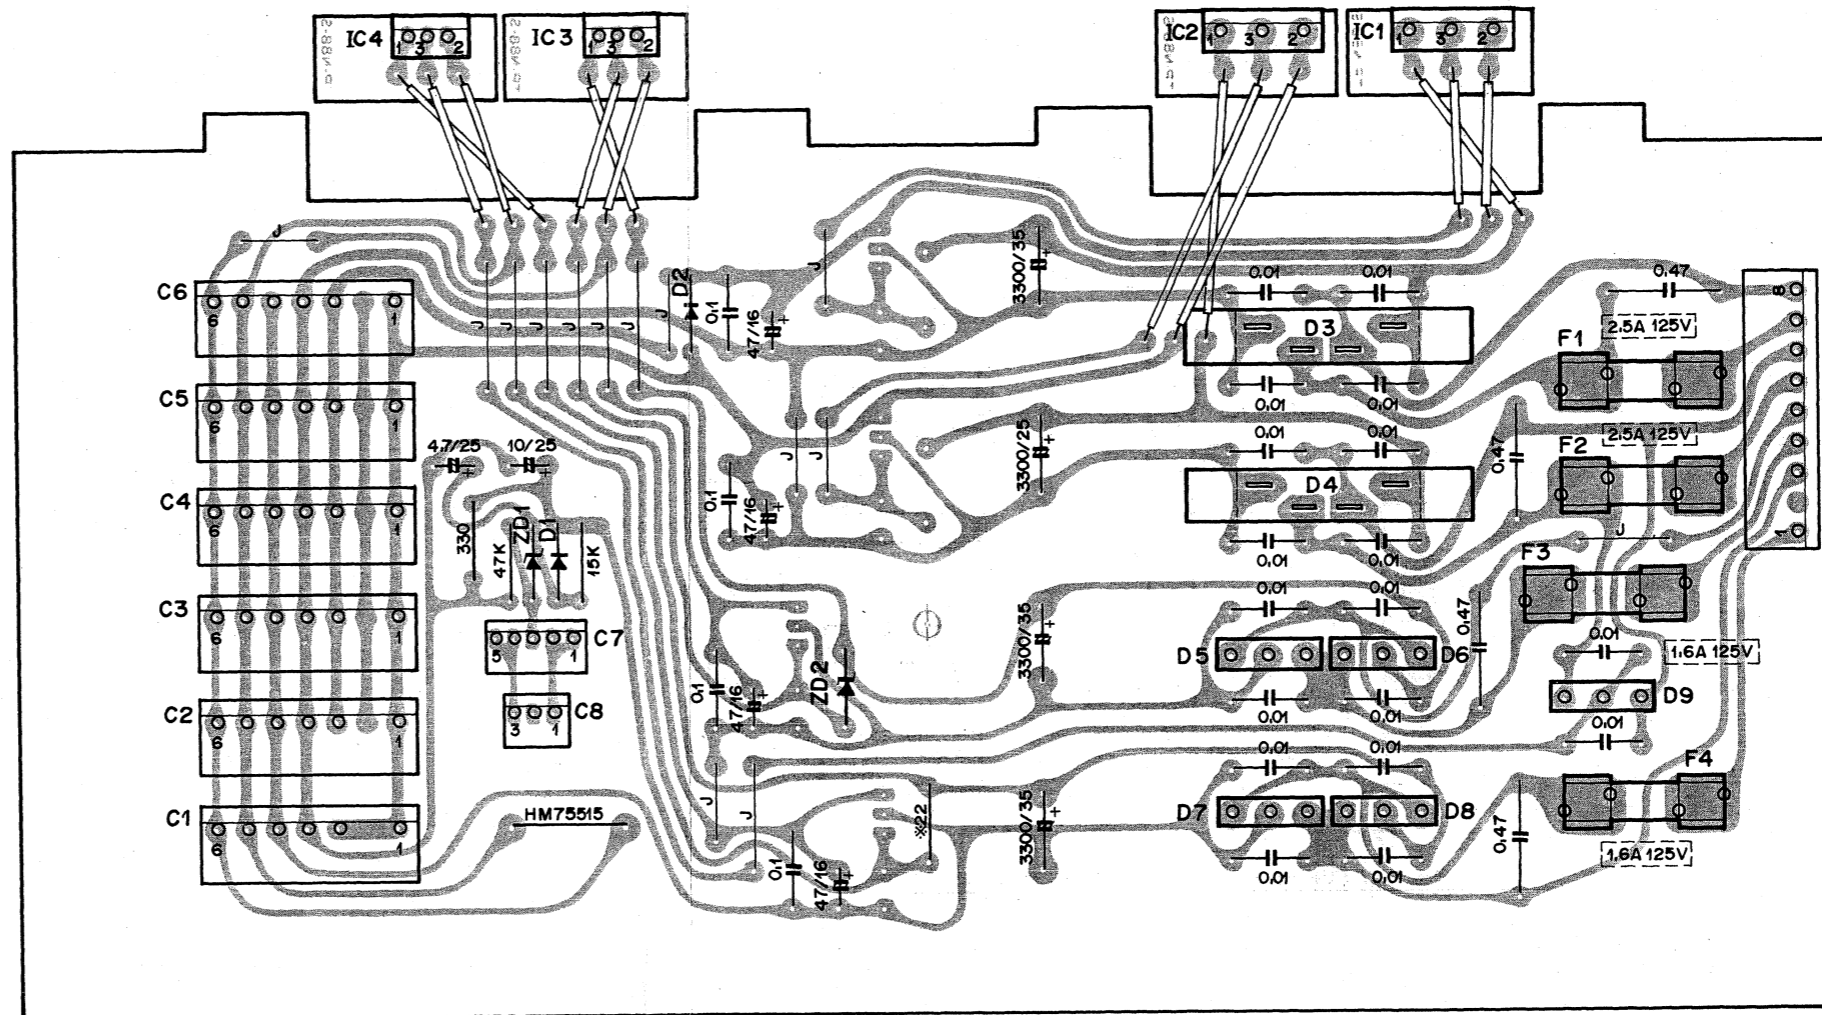 IC4 1 3 2
IC3 1 3 2
IC2 1 3 2
IC1 1 3 2
J
C6 6 1
C5 6 1
C4 6 1
C3 6 1
C2 6 1
C1 6 1
J J J J J J
D2
0.1
47/16 +
J
3300/35 +
0.01 0.01
D3
0.01 0.01
0.47
8
2.5A 125V
F1
4.7/25 +
10/25 +
330
47K
ZD1
D1
15K
0.1
47/16 +
J J
3300/25 +
0.01 0.01
D4
0.01 0.01
0.47
2.5A 125V
F2
J
1
F3
C7
5 1
C8
3 1
0.1
47/16 +
ZD2
3300/35 +
0.01 0.01
D5 D6
0.01 0.01
0.47
0.01
1.6A 125V
D9
0.01
HM75515
J J
0.1
47/16 +
※22
3300/35 +
0.01 0.01
D7 D8
0.01 0.01
0.47
F4
1.6A 125V